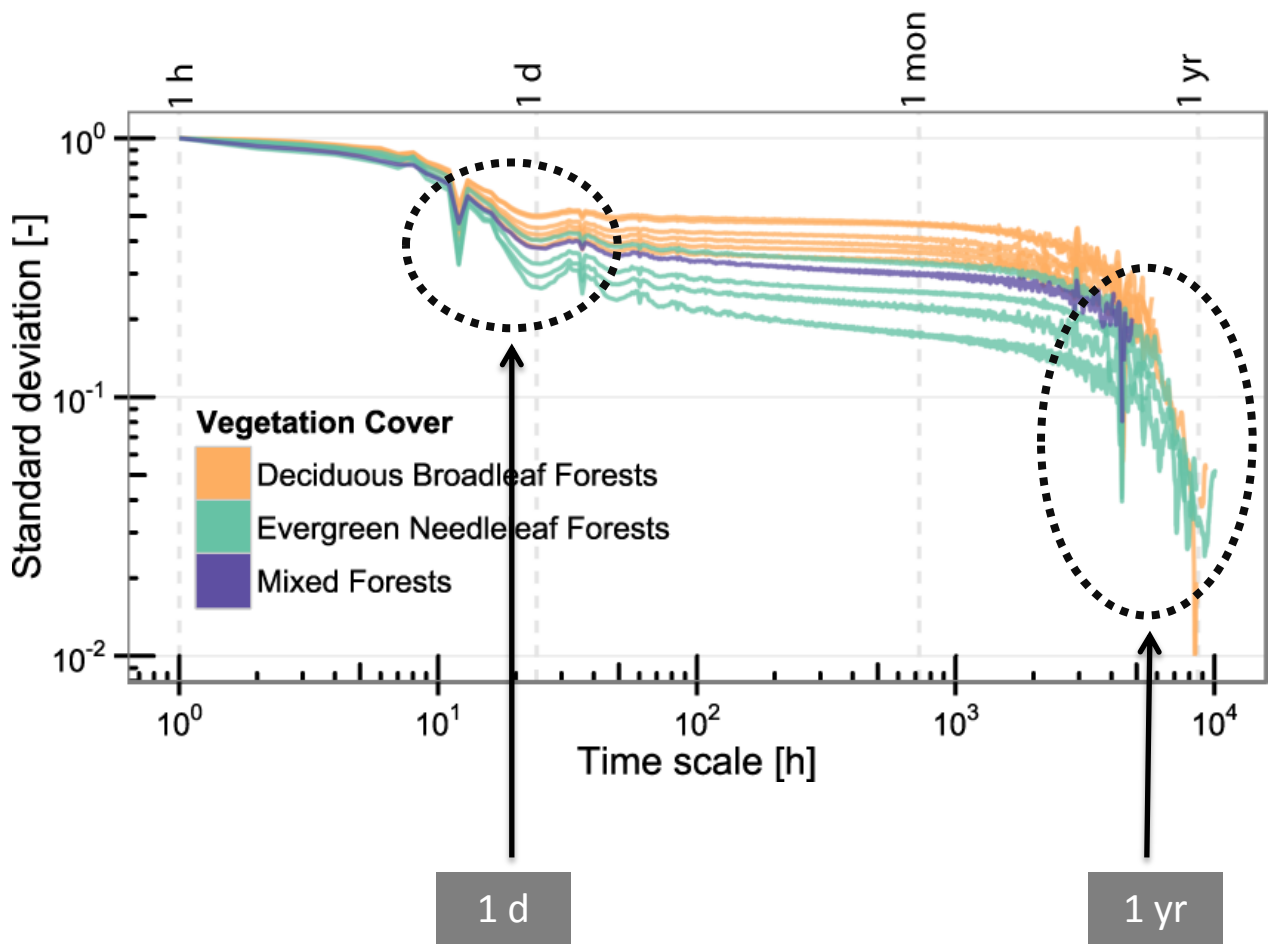 1 h
1 d
1 mon
1 yr
10^0
10^-1
10^-2
Standard deviation [-]
Vegetation Cover
Deciduous Broadleaf Forests
Evergreen Needleleaf Forests
Mixed Forests
10^0
10^1
10^2
10^3
10^4
Time scale [h]
1 d
1 yr